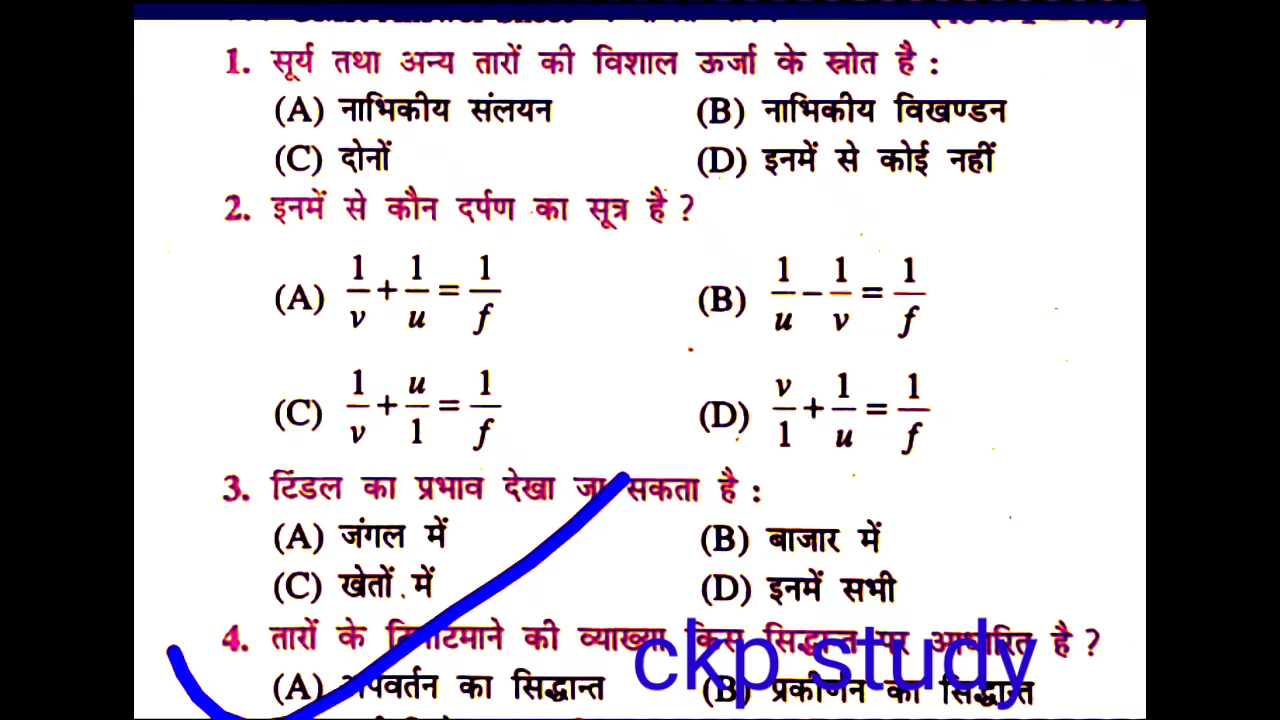 1. सूर्य तथा अन्य तारों की विशाल ऊर्जा के स्रोत है :
(A) नाभिकीय संलयन (B) नाभिकीय विखण्डन
(C) दोनों (D) इनमें से कोई नहीं
2. इनमें से कौन दर्पण का सूत्र है ?
(A) 1/v + 1/u = 1/f (B) 1/u − 1/v = 1/f
(C) 1/v + u/1 = 1/f (D) v/1 + 1/u = 1/f
3. टिंडल का प्रभाव देखा जा सकता है :
(A) जंगल में (B) बाजार में
(C) खेतों में (D) इनमें सभी
4. तारों के टिमटिमाने की व्याख्या किस सिद्धान्त पर आधारित है ?
(A) अपवर्तन का सिद्धान्त (B) प्रकीर्णन का सिद्धान्त
ckp study